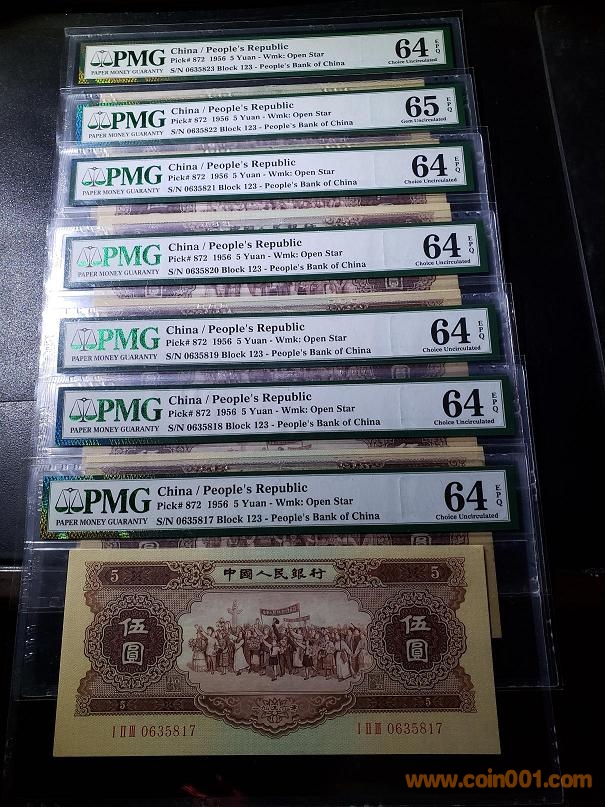 PMG
PAPER MONEY GUARANTY
China / People's Republic
Pick# 872 1956 5 Yuan - Wmk: Open Star
S/N 0635823 Block 123 - People's Bank of China
64 EPQ
Choice Uncirculated
PMG
PAPER MONEY GUARANTY
China / People's Republic
Pick# 872 1956 5 Yuan - Wmk: Open Star
S/N 0635822 Block 123 - People's Bank of China
65 EPQ
Gem Uncirculated
PMG
PAPER MONEY GUARANTY
China / People's Republic
Pick# 872 1956 5 Yuan - Wmk: Open Star
S/N 0635821 Block 123 - People's Bank of China
64 EPQ
Choice Uncirculated
PMG
PAPER MONEY GUARANTY
China / People's Republic
Pick# 872 1956 5 Yuan - Wmk: Open Star
S/N 0635820 Block 123 - People's Bank of China
64 EPQ
Choice Uncirculated
PMG
PAPER MONEY GUARANTY
China / People's Republic
Pick# 872 1956 5 Yuan - Wmk: Open Star
S/N 0635819 Block 123 - People's Bank of China
64 EPQ
Choice Uncirculated
PMG
PAPER MONEY GUARANTY
China / People's Republic
Pick# 872 1956 5 Yuan - Wmk: Open Star
S/N 0635818 Block 123 - People's Bank of China
64 EPQ
Choice Uncirculated
PMG
PAPER MONEY GUARANTY
China / People's Republic
Pick# 872 1956 5 Yuan - Wmk: Open Star
S/N 0635817 Block 123 - People's Bank of China
64 EPQ
Choice Uncirculated
5 中國人民銀行 5
伍圓 伍圓
5 5
I II III 0635817 I II III 0635817
www.coin001.com